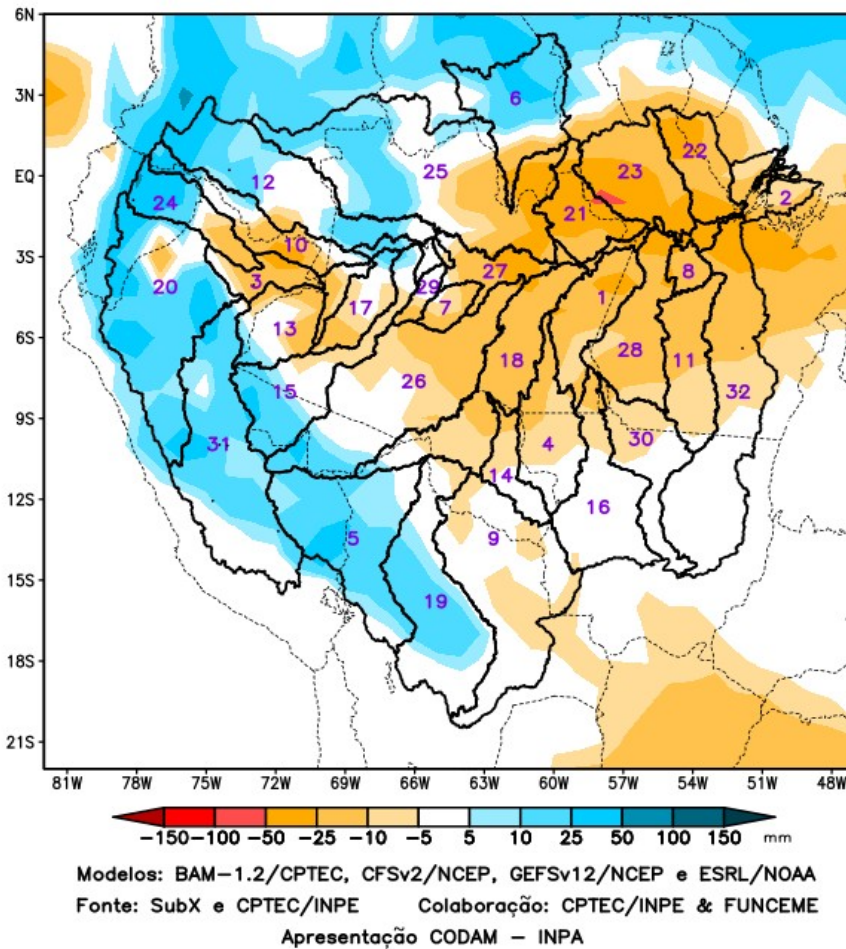 6N
3N
EQ
3S
6S
9S
12S
15S
18S
21S
6
25
12
24
23
22
2
21
10
3
20
27
29
7
17
13
1
8
18
28
11
26
15
32
31
4
30
14
16
5
9
19
81W 78W 75W 72W 69W 66W 63W 60W 57W 54W 51W 48W
-150 -100 -50 -25 -10 -5 5 10 25 50 100 150 mm
Modelos: BAM-1.2/CPTEC, CFSv2/NCEP, GEFSv12/NCEP e ESRL/NOAA
Fonte: SubX e CPTEC/INPE Colaboração: CPTEC/INPE & FUNCEME
Apresentação CODAM - INPA